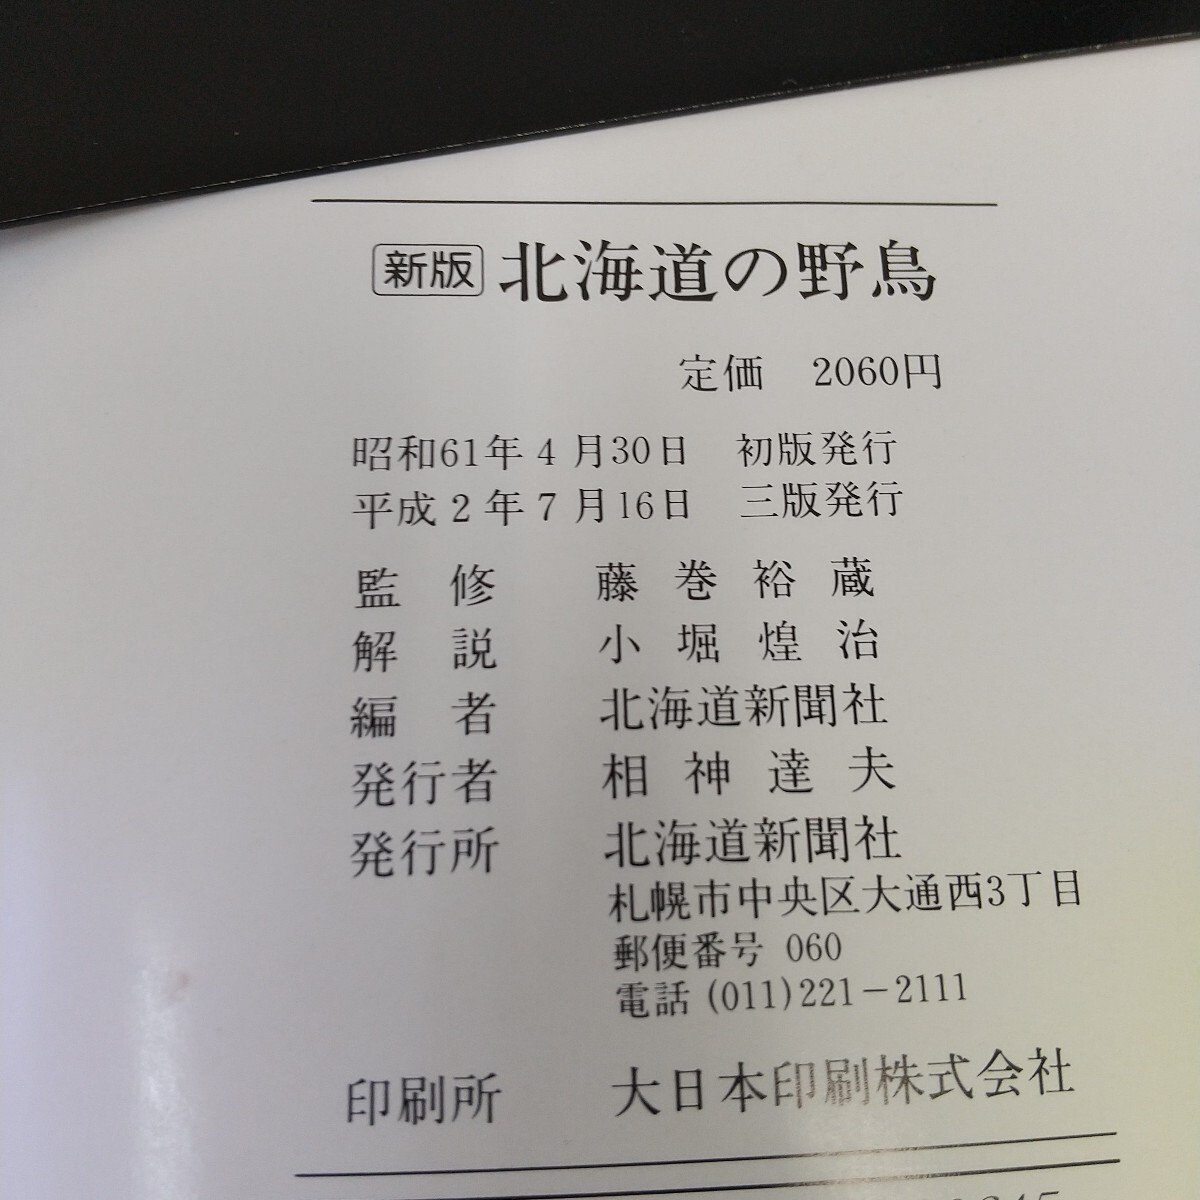 新版 北海道の野鳥
定価 2060円
昭和61年4月30日 初版発行
平成2年7月16日 三版発行
監修 藤巻裕蔵
解説 小堀煌治
編者 北海道新聞社
発行者 相神達夫
発行所 北海道新聞社
札幌市中央区大通西3丁目
郵便番号 060
電話 (011)221-2111
印刷所 大日本印刷株式会社